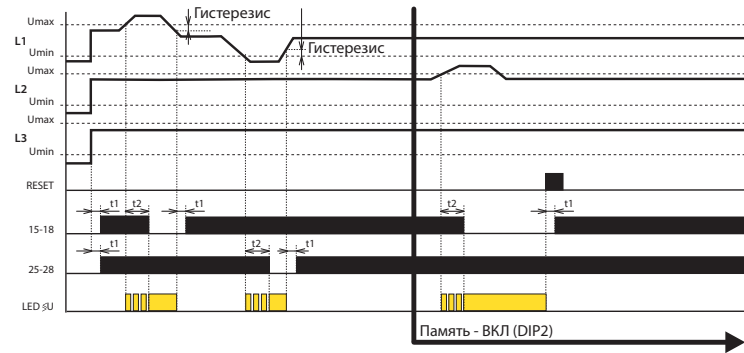 Umax
Гистерезис
L1
Umin
Гистерезис
Umax
L2
Umin
Umax
L3
Umin
RESET
t1
t2
t1
t2
t1
15-18
t1
t2
t1
25-28
LED
Память - ВКЛ (DIP2)